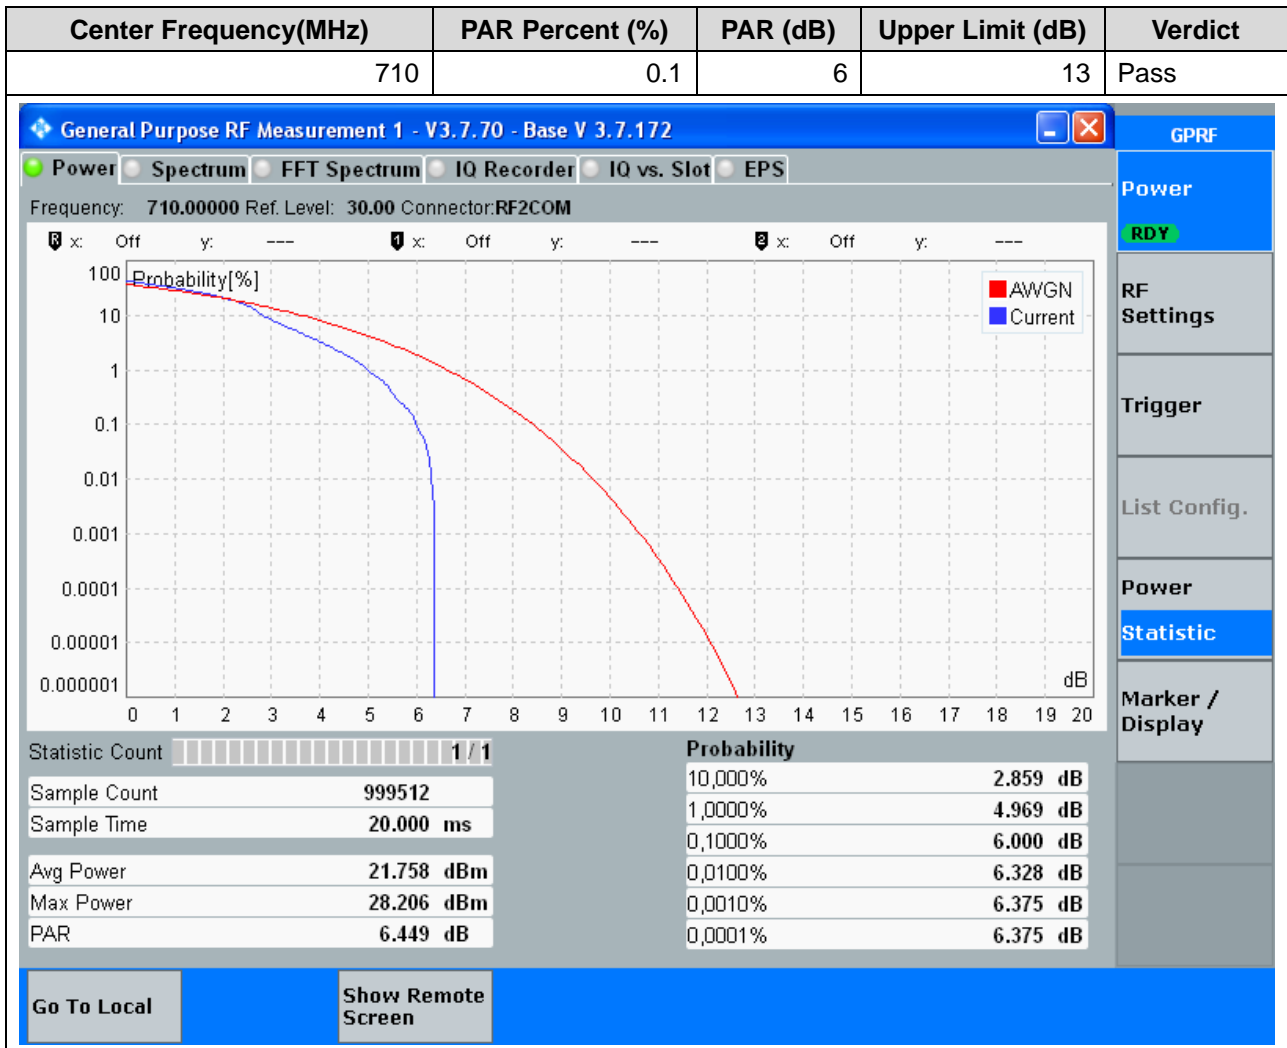 Center Frequency(MHz) PAR Percent (%) PAR (dB) Upper Limit (dB) Verdict
710 0.1 6 13 Pass
General Purpose RF Measurement 1 - V3.7.70 - Base V 3.7.172
GPRF
Power Spectrum FFT Spectrum IQ Recorder IQ vs. Slot EPS
Power
RDY
Frequency: 710.00000 Ref. Level: 30.00 Connector:RF2COM
R x: Off y: --- 1 x: Off y: --- 2 x: Off y: ---
Probability[%]
AWGN
Current
100
10
1
0.1
0.01
0.001
0.0001
0.00001
0.000001
dB
0 1 2 3 4 5 6 7 8 9 10 11 12 13 14 15 16 17 18 19 20
RF
Settings
Trigger
List Config.
Power
Statistic
Marker /
Display
Statistic Count 1 / 1
Sample Count 999512
Sample Time 20.000 ms
Avg Power 21.758 dBm
Max Power 28.206 dBm
PAR 6.449 dB
Probability
10,000% 2.859 dB
1,0000% 4.969 dB
0,1000% 6.000 dB
0,0100% 6.328 dB
0,0010% 6.375 dB
0,0001% 6.375 dB
Go To Local
Show Remote
Screen